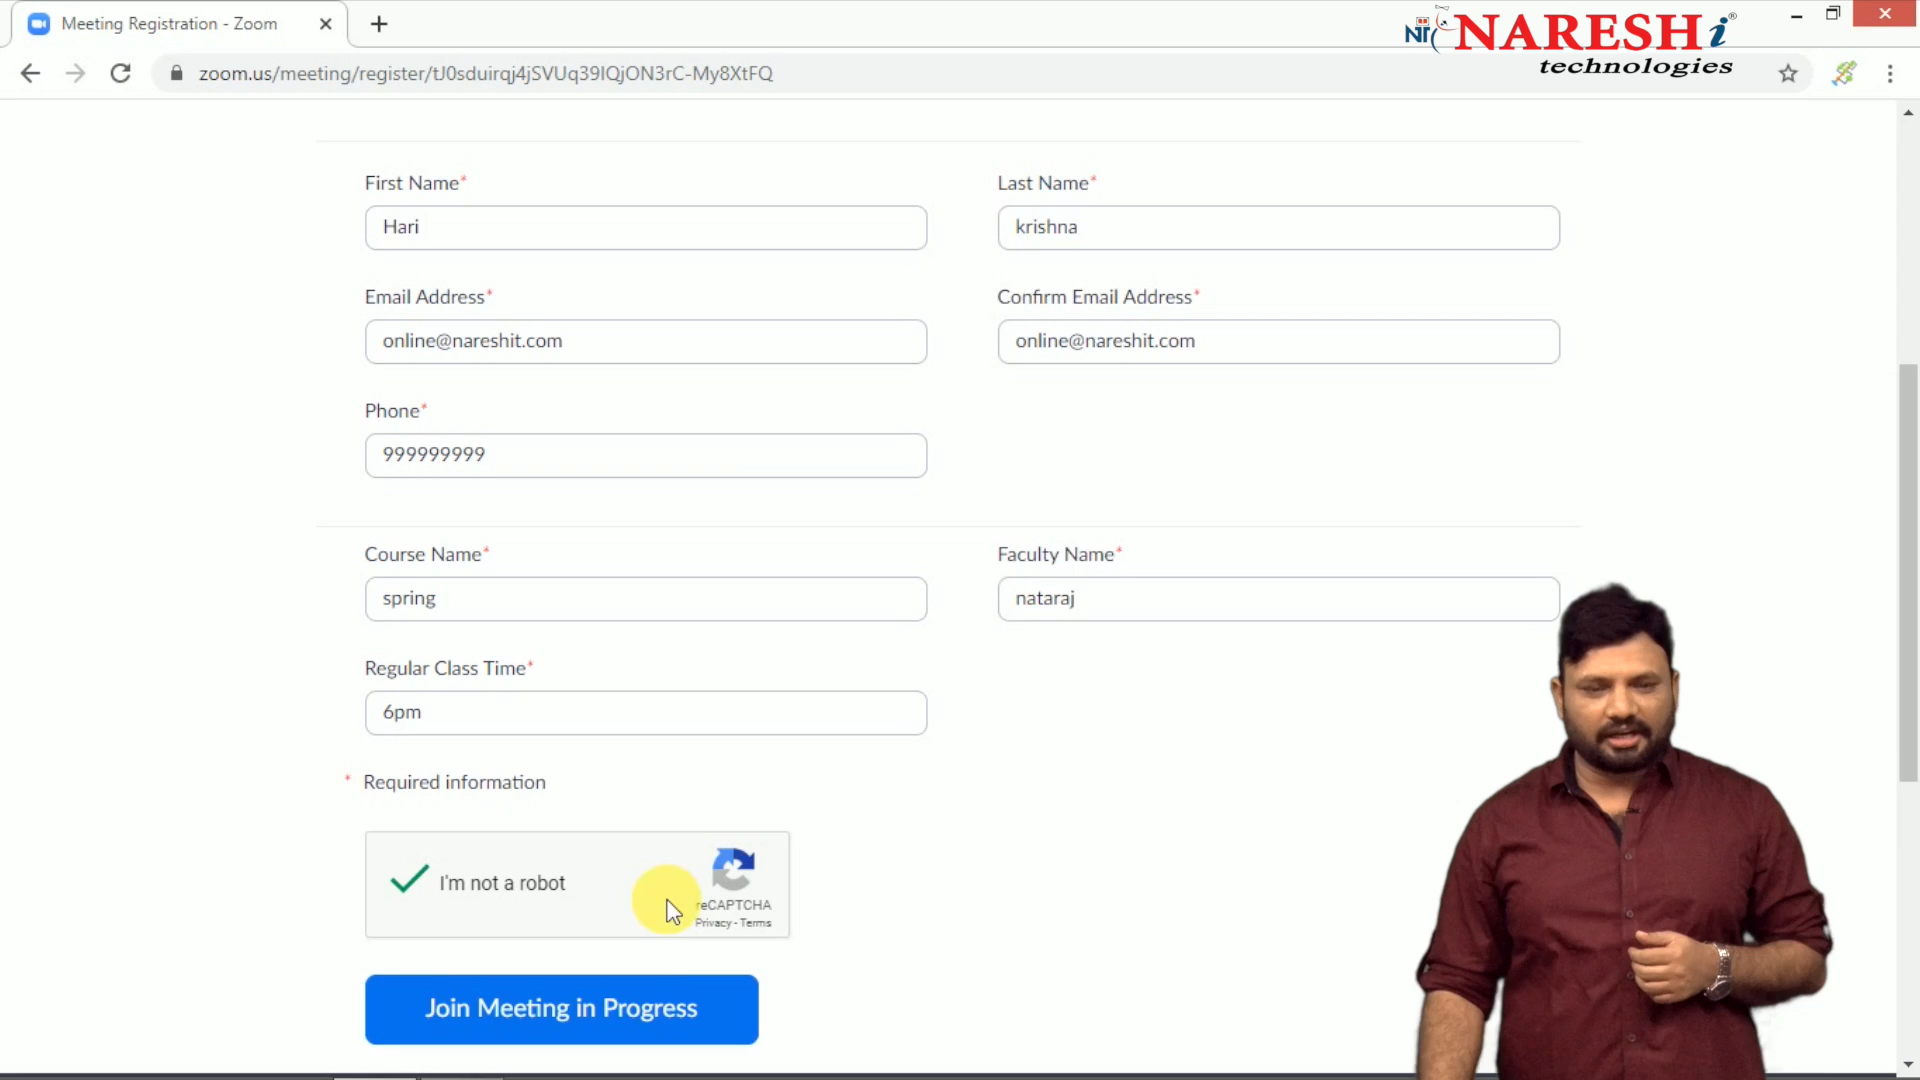 Meeting Registration - Zoom
NIT NARESH i ®
technologies
zoom.us/meeting/register/tJ0sduirqj4jSVUq39IQjON3rC-My8XtFQ
First Name*
Last Name*
Hari
krishna
Email Address*
Confirm Email Address*
online@nareshit.com
online@nareshit.com
Phone*
999999999
Course Name*
Faculty Name*
spring
nataraj
Regular Class Time*
6pm
* Required information
I'm not a robot
reCAPTCHA
Privacy - Terms
Join Meeting in Progress